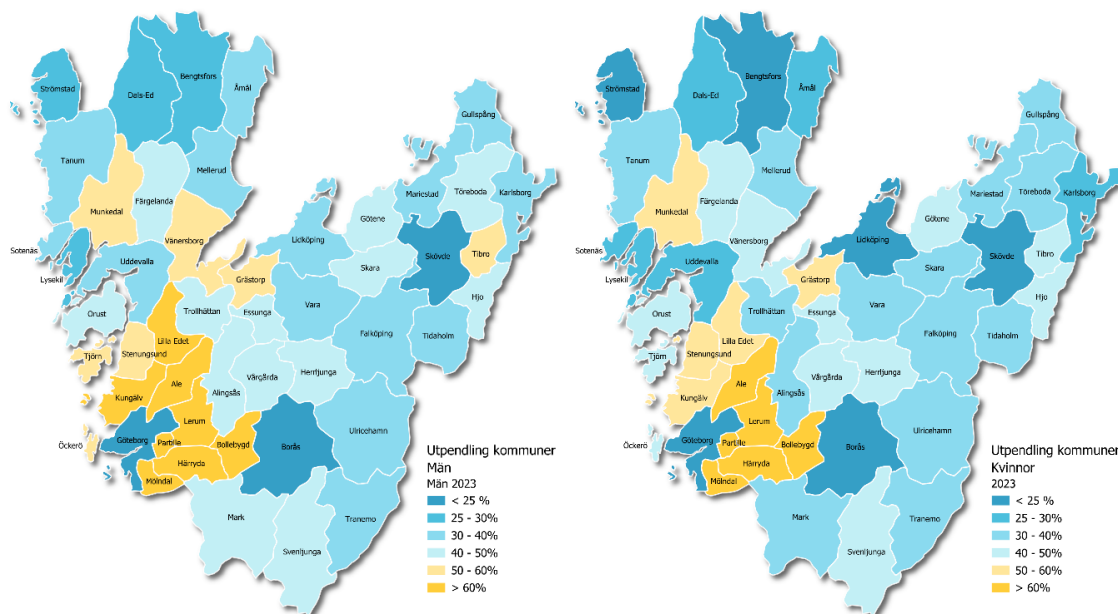 Strömstad
Dals-Ed
Bengtsfors
Åmål
Gullspång
Tanum
Mellerud
Munkedal
Färgelanda
Mariestad
Töreboda
Karlsborg
Götene
Sotenäs
Vänersborg
Lidköping
Skövde
Tibro
Lysekil
Uddevalla
Grästorp
Skara
Hjo
Orust
Trollhättan
Essunga
Vara
Falköping
Tidaholm
Tjörn
Stenungsund
Lilla Edet
Kungälv
Ale
Alingsås
Vårgårda
Herrljunga
Öckerö
Göteborg
Partille
Lerum
Bollebygd
Borås
Ulricehamn
Härryda
Mölndal
Mark
Svenljunga
Tranemo
Utpendling kommuner
Män
Män 2023
< 25 %
25 - 30%
30 - 40%
40 - 50%
50 - 60%
> 60%
Strömstad
Dals-Ed
Bengtsfors
Åmål
Gullspång
Tanum
Mellerud
Munkedal
Färgelanda
Mariestad
Töreboda
Karlsborg
Götene
Sotenäs
Vänersborg
Lidköping
Skövde
Tibro
Lysekil
Uddevalla
Grästorp
Skara
Hjo
Orust
Trollhättan
Essunga
Vara
Falköping
Tidaholm
Tjörn
Stenungsund
Lilla Edet
Kungälv
Ale
Alingsås
Vårgårda
Herrljunga
Öckerö
Göteborg
Partille
Lerum
Bollebygd
Borås
Ulricehamn
Härryda
Mölndal
Mark
Svenljunga
Tranemo
Utpendling kommuner
Kvinnor
2023
< 25 %
25 - 30%
30 - 40%
40 - 50%
50 - 60%
> 60%